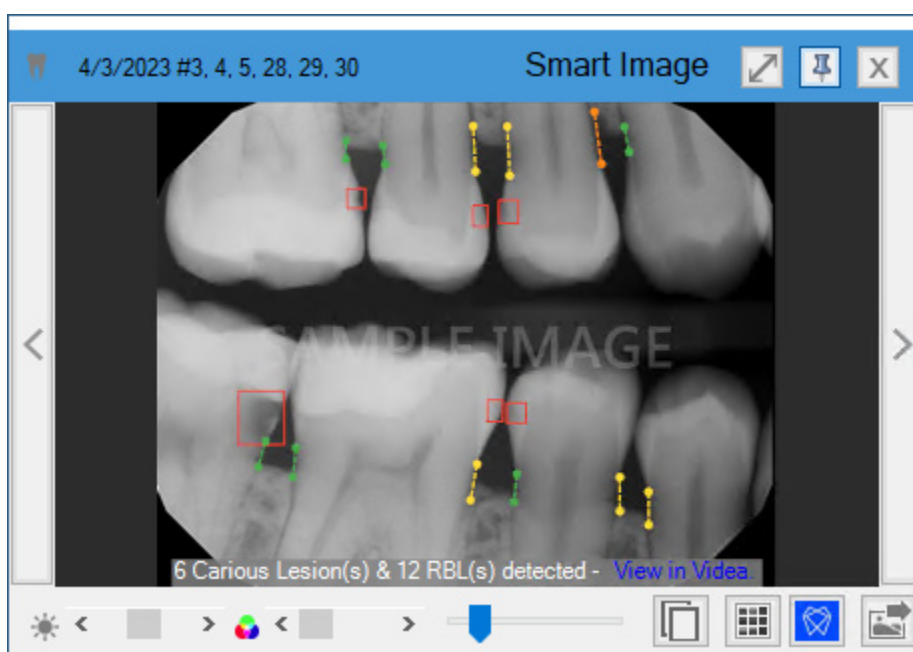 4/3/2023 #3, 4, 5, 28, 29, 30 Smart Image X
SAMPLE IMAGE
6 Carious Lesion(s) & 12 RBL(s) detected - View in Videa.